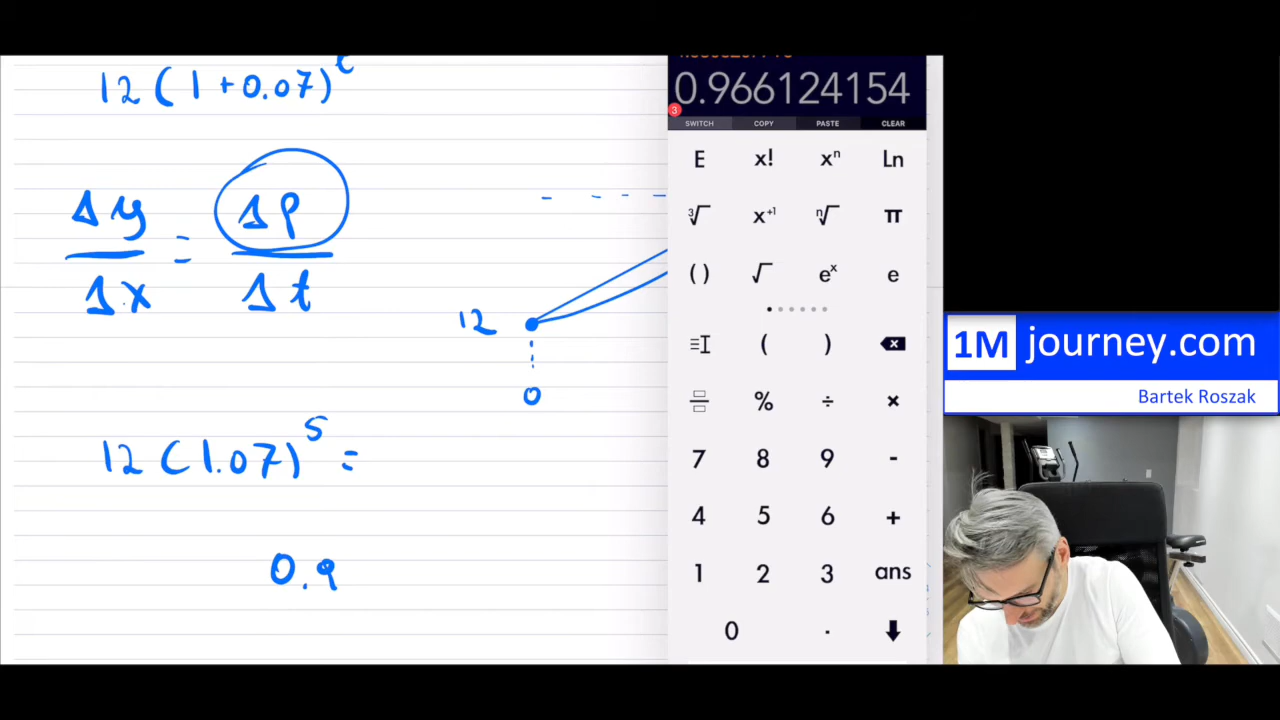 12(1+0.07)^t
Δy/Δx = Δp/Δt
12
0
12(1.07)^5 =
0.9
0.966124154
3
SWITCH COPY PASTE CLEAR
E x! xⁿ Ln
∛ x⁺¹ ⁿ√ π
( ) √ eˣ e
( )
% ÷ ×
7 8 9 -
4 5 6 +
1 2 3 ans
0 .
1M journey.com
Bartek Roszak